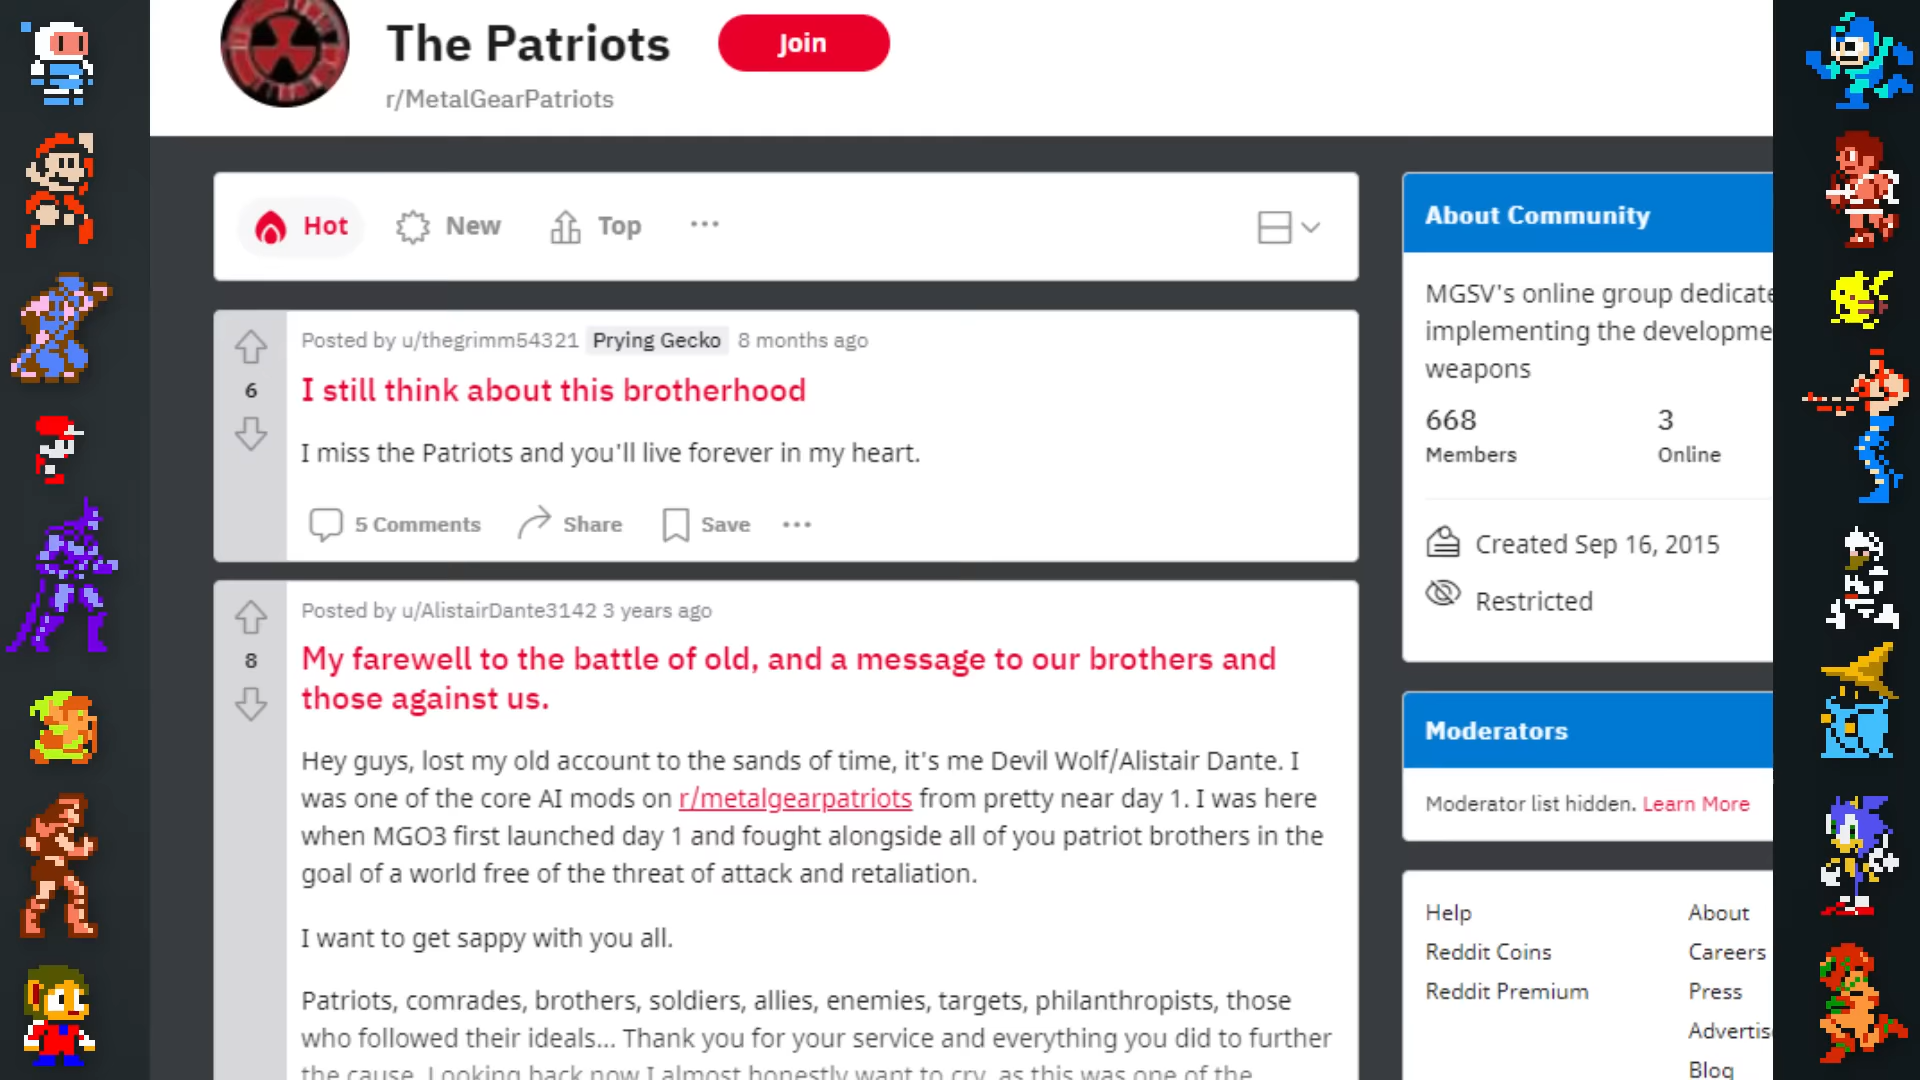 The Patriots
Join
r/MetalGearPatriots
Hot
New
Top
Posted by u/thegrimm54321 Prying Gecko 8 months ago
6
I still think about this brotherhood
I miss the Patriots and you'll live forever in my heart.
5 Comments
Share
Save
Posted by u/AlistairDante3142 3 years ago
8
My farewell to the battle of old, and a message to our brothers and
those against us.
Hey guys, lost my old account to the sands of time, it's me Devil Wolf/Alistair Dante. I
was one of the core AI mods on r/metalgearpatriots from pretty near day 1. I was here
when MGO3 first launched day 1 and fought alongside all of you patriot brothers in the
goal of a world free of the threat of attack and retaliation.
I want to get sappy with you all.
Patriots, comrades, brothers, soldiers, allies, enemies, targets, philanthropists, those
who followed their ideals... Thank you for your service and everything you did to further
the cause. Looking back now I almost honestly want to cry, as this was one of the
About Community
MGSV's online group dedicate
implementing the developme
weapons
668
Members
3
Online
Created Sep 16, 2015
Restricted
Moderators
Moderator list hidden. Learn More
Help
Reddit Coins
Reddit Premium
About
Careers
Press
Advertis
Blog